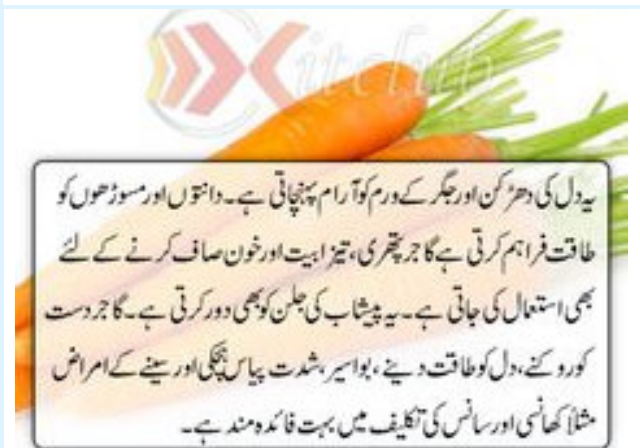 Xitclub
یہ دل کی دھڑکن اور جگر کے ورم کو آرام پہنچاتی ہے۔ دانتوں اور مسوڑھوں کو
طاقت فراہم کرتی ہے گاجر پتھری، تیزابیت اور خون صاف کرنے کے لئے
بھی استعمال کی جاتی ہے۔ یہ پیشاب کی جلن کو بھی دور کرتی ہے۔ گاجر دست
کو روکنے، دل کو طاقت دینے، بواسیر، شدت پیاس ہچکی اور سینے کے امراض
مثلاً کھانسی اور سانس کی تکلیف میں بہت فائدہ مند ہے۔